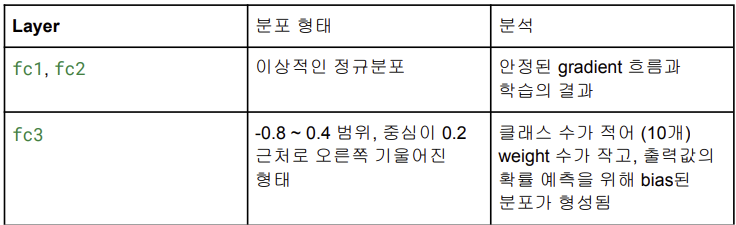 Layer 분포 형태 분석
fc1, fc2 이상적인 정규분포 안정된 gradient 흐름과
학습의 결과
fc3 -0.8 ~ 0.4 범위, 중심이 0.2 클래스 수가 적어 (10개)
근처로 오른쪽 기울어진 weight 수가 작고, 출력값의
형태 확률 예측을 위해 bias된
분포가 형성됨